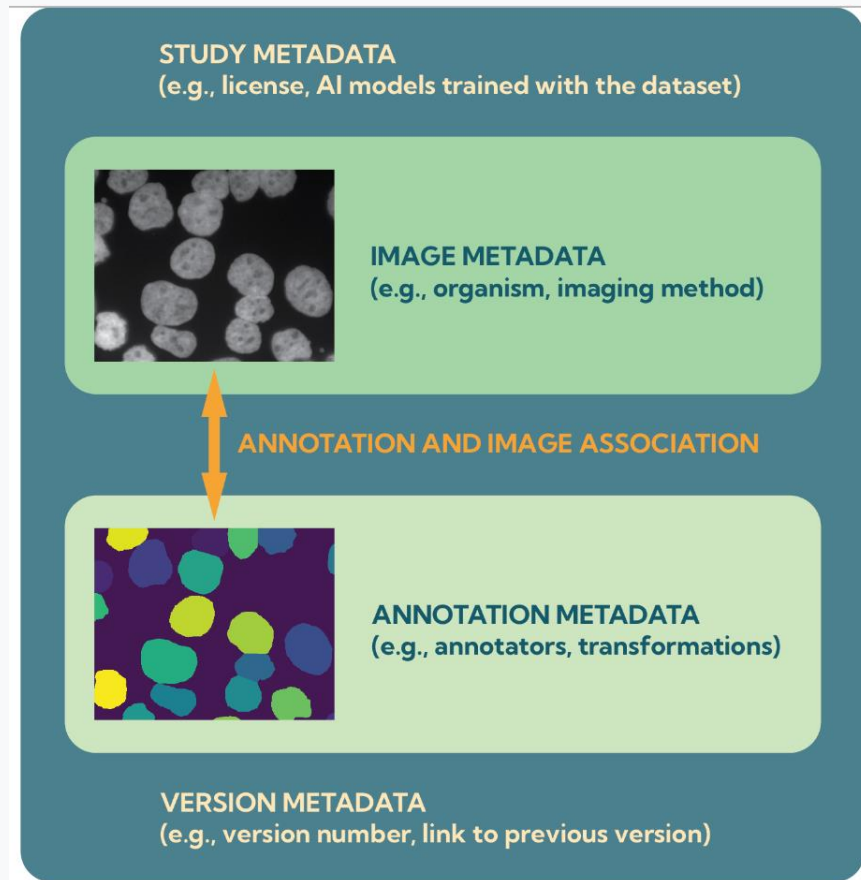 STUDY METADATA
(e.g., license, AI models trained with the dataset)
IMAGE METADATA
(e.g., organism, imaging method)
ANNOTATION AND IMAGE ASSOCIATION
ANNOTATION METADATA
(e.g., annotators, transformations)
VERSION METADATA
(e.g., version number, link to previous version)